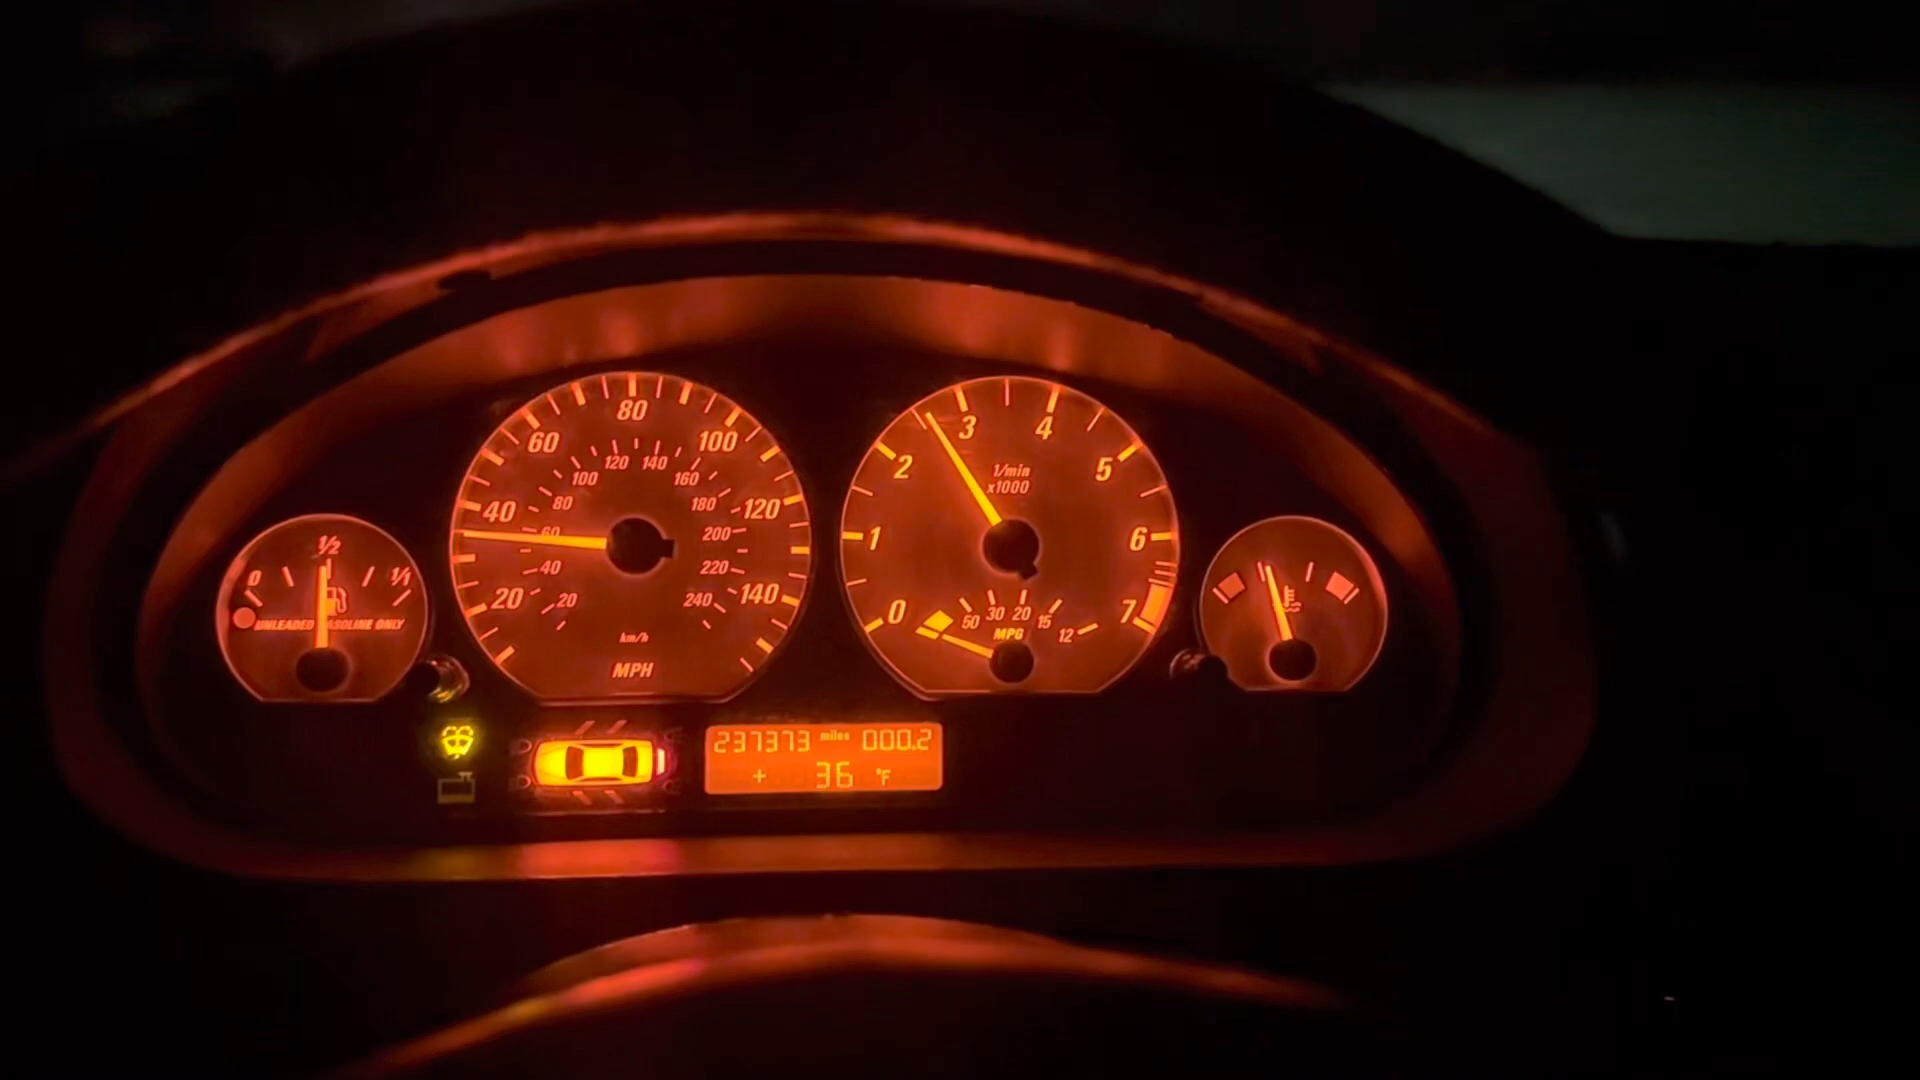 0 1/2 1/1
UNLEADED GASOLINE ONLY
20 40 60 80 100 120 140
20 40 60 80 100 120 140 160 180 200 220 240
km/h
MPH
0 1 2 3 4 5 6 7
1/min
x1000
50 30 20 15 12
MPG
237373 miles 000.2
+ 36 °F